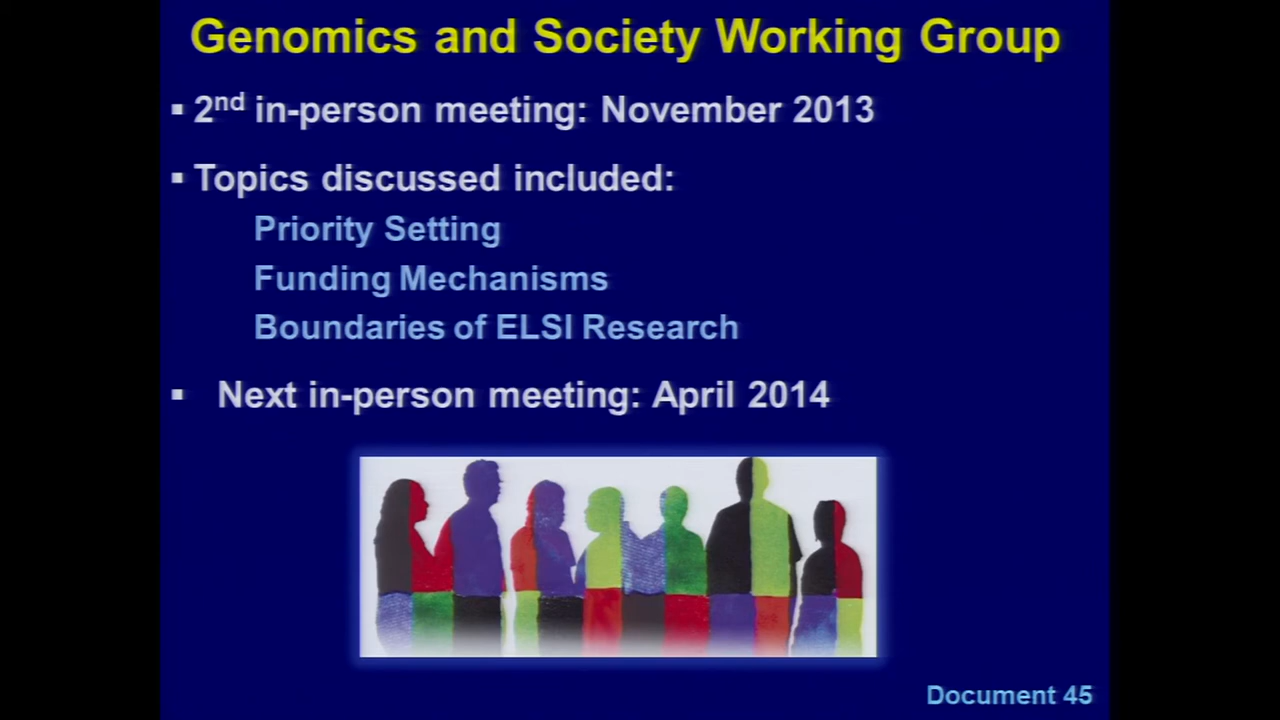 Genomics and Society Working Group
▪ 2nd in-person meeting: November 2013
▪ Topics discussed included:
Priority Setting
Funding Mechanisms
Boundaries of ELSI Research
▪ Next in-person meeting: April 2014
Document 45